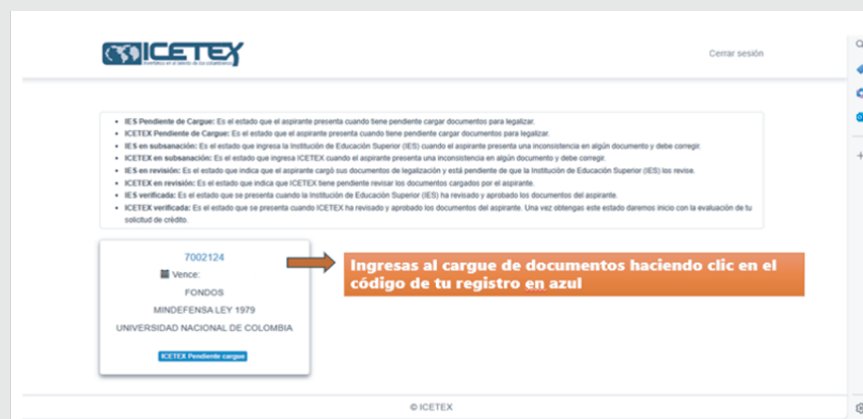 ICETEX
Cerrar sesión
IES Pendiente de Cargue: Es el estado que el aspirante presenta cuando tiene pendiente cargar documentos para legalizar.
ICETEX Pendiente de Cargue: Es el estado que el aspirante presenta cuando tiene pendiente cargar documentos para legalizar.
IES en subsanación: Es el estado que ingresa la Institución de Educación Superior (IES) cuando el aspirante presenta una inconsistencia en algún documento y debe corregir.
ICETEX en subsanación: Es el estado que ingresa ICETEX cuando el aspirante presenta una inconsistencia en algún documento y debe corregir.
IES en revisión: Es el estado que indica que el aspirante cargó sus documentos de legalización y está pendiente de que la Institución de Educación Superior (IES) los revise.
ICETEX en revisión: Es el estado que indica que ICETEX tiene pendiente revisar los documentos cargados por el aspirante.
IES verificada: Es el estado que se presenta cuando la Institución de Educación Superior (IES) ha revisado y aprobado los documentos del aspirante.
ICETEX verificada: Es el estado que se presenta cuando ICETEX ha revisado y aprobado los documentos del aspirante. Una vez obtengas este estado daremos inicio con la evaluación de tu
solicitud de crédito.
7002124
Vence:
FONDOS
MINDEFENSA LEY 1979
UNIVERSIDAD NACIONAL DE COLOMBIA
ICETEX Pendiente cargue
Ingresas al cargue de documentos haciendo clic en el
código de tu registro en azul
© ICETEX